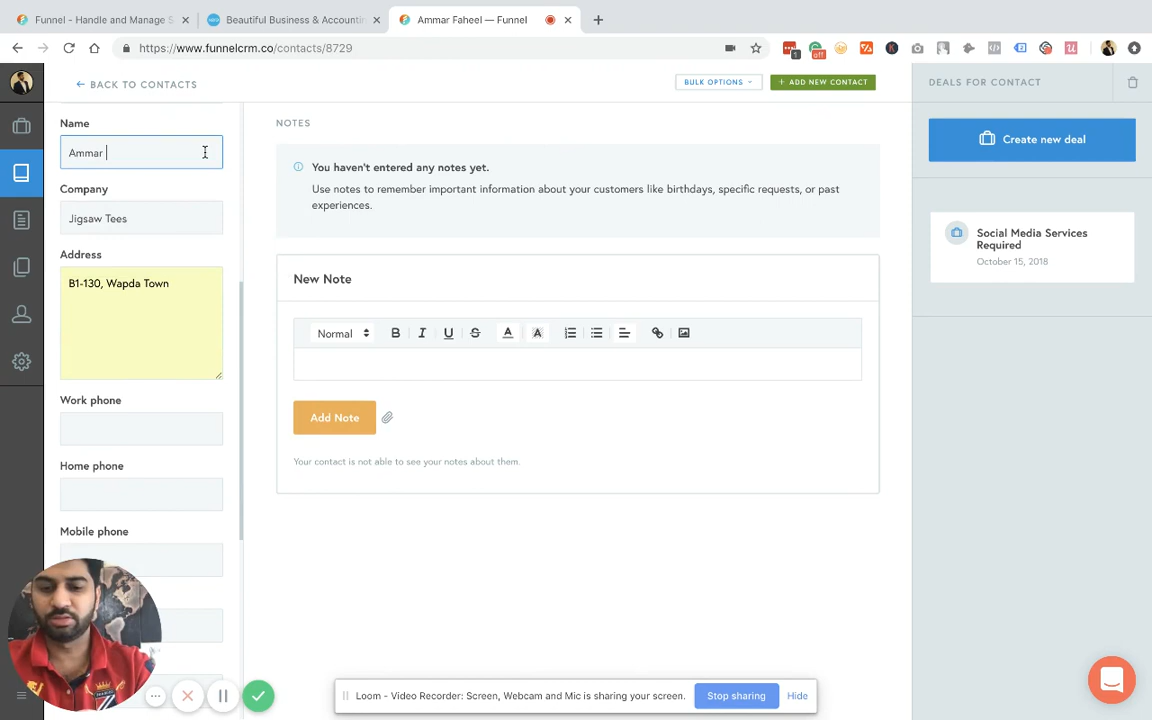 Funnel - Handle and Manage S
Beautiful Business & Accountin
Ammar Faheel — Funnel
https://www.funnelcrm.co/contacts/8729
1
off
BACK TO CONTACTS
BULK OPTIONS
+ ADD NEW CONTACT
DEALS FOR CONTACT
Name
Ammar
Company
Jigsaw Tees
Address
B1-130, Wapda Town
Work phone
Home phone
Mobile phone
NOTES
You haven't entered any notes yet.
Use notes to remember important information about your customers like birthdays, specific requests, or past
experiences.
New Note
Normal
B I U S A A
Add Note
Your contact is not able to see your notes about them.
Create new deal
Social Media Services
Required
October 15, 2018
Loom - Video Recorder: Screen, Webcam and Mic is sharing your screen.
Stop sharing
Hide